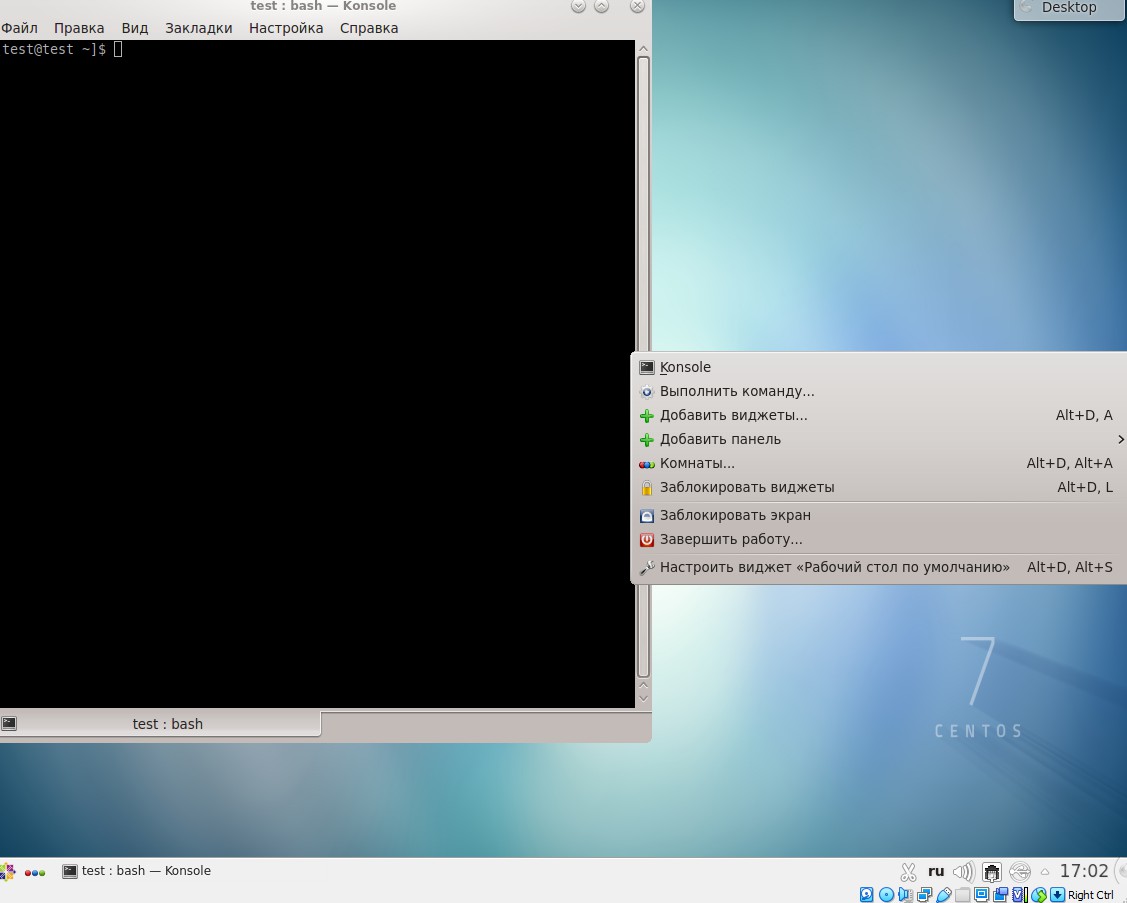 test : bash — Konsole
Desktop
Файл Правка Вид Закладки Настройка Справка
test@test ~]$
Konsole
Выполнить команду...
Добавить виджеты... Alt+D, A
Добавить панель
Комнаты... Alt+D, Alt+A
Заблокировать виджеты Alt+D, L
Заблокировать экран
Завершить работу...
Настроить виджет «Рабочий стол по умолчанию» Alt+D, Alt+S
7
CENTOS
test : bash
test : bash — Konsole
ru
17:02
Right Ctrl